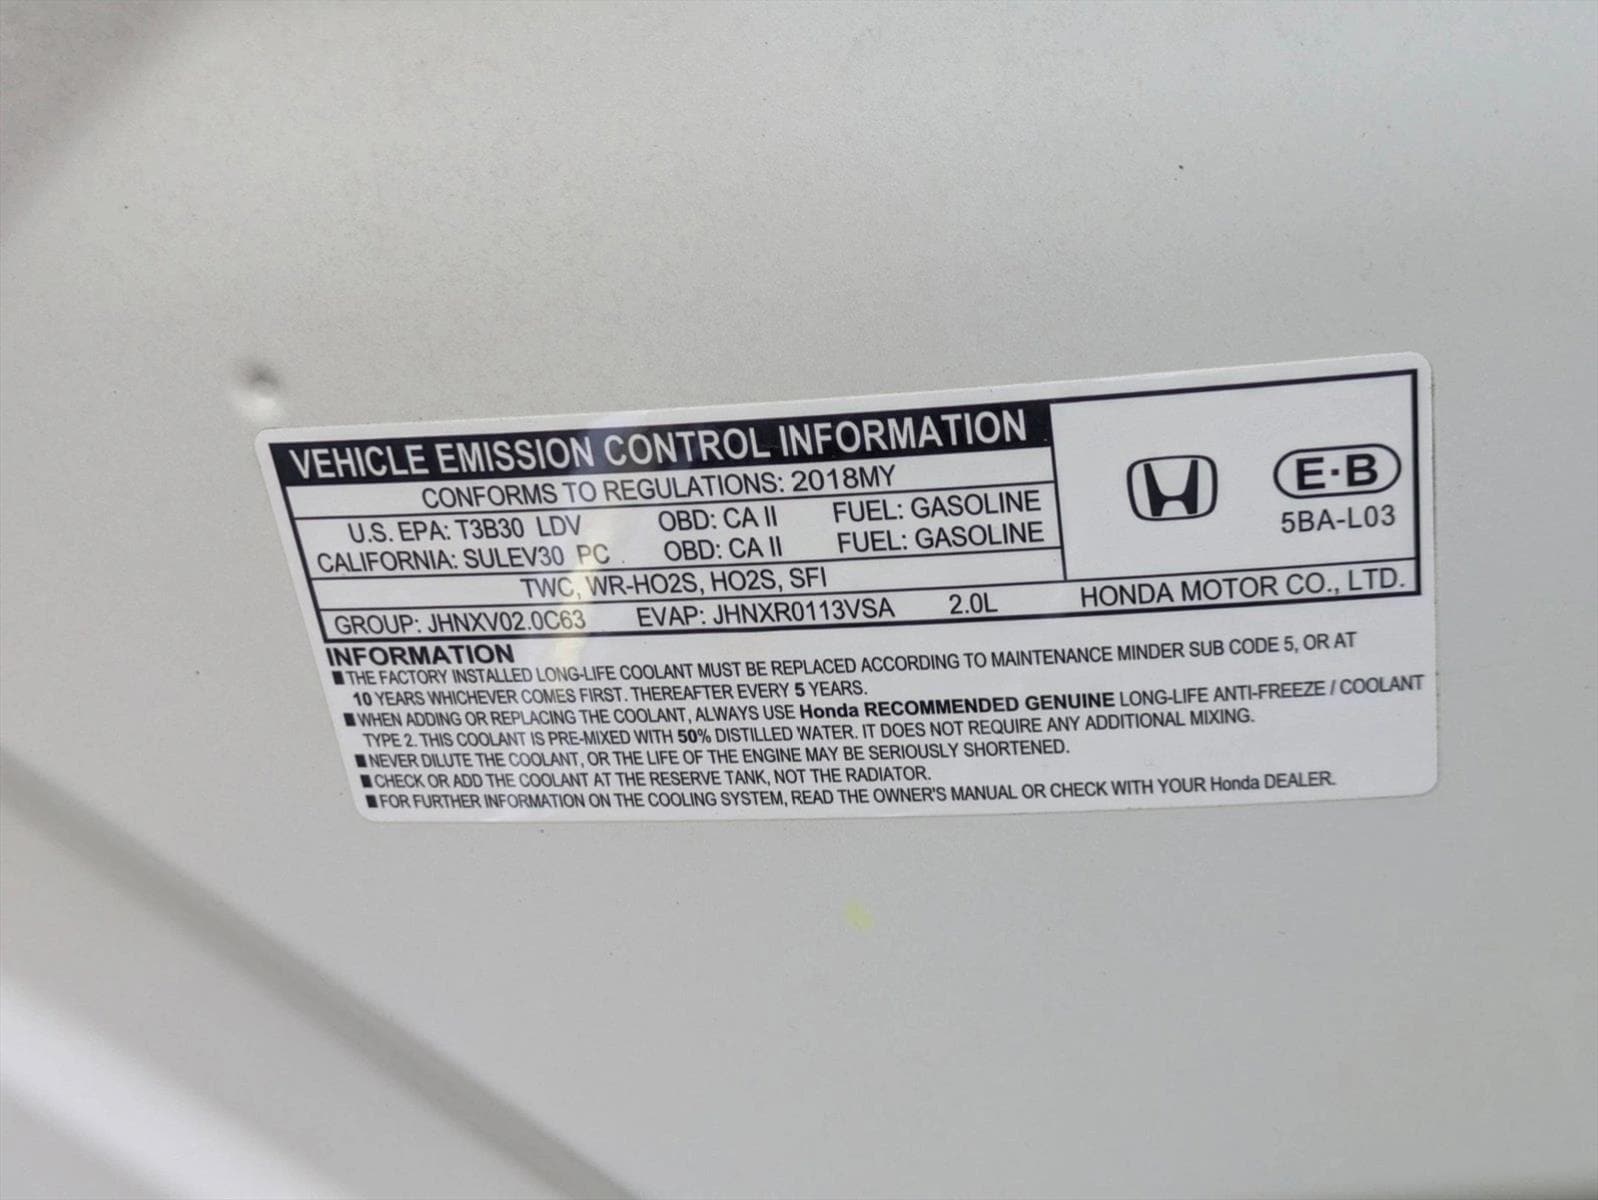 VEHICLE EMISSION CONTROL INFORMATION
CONFORMS TO REGULATIONS: 2018MY
U.S. EPA: T3B30 LDV OBD: CA II FUEL: GASOLINE
CALIFORNIA: SULEV30 PC OBD: CA II FUEL: GASOLINE
TWC, WR-HO2S, HO2S, SFI
GROUP: JHNXV02.0C63 EVAP: JHNXR0113VSA 2.0L
E·B
5BA-L03
HONDA MOTOR CO., LTD.
INFORMATION
■THE FACTORY INSTALLED LONG-LIFE COOLANT MUST BE REPLACED ACCORDING TO MAINTENANCE MINDER SUB CODE 5, OR AT
10 YEARS WHICHEVER COMES FIRST. THEREAFTER EVERY 5 YEARS.
■WHEN ADDING OR REPLACING THE COOLANT, ALWAYS USE Honda RECOMMENDED GENUINE LONG-LIFE ANTI-FREEZE / COOLANT
TYPE 2. THIS COOLANT IS PRE-MIXED WITH 50% DISTILLED WATER. IT DOES NOT REQUIRE ANY ADDITIONAL MIXING.
■NEVER DILUTE THE COOLANT, OR THE LIFE OF THE ENGINE MAY BE SERIOUSLY SHORTENED.
■CHECK OR ADD THE COOLANT AT THE RESERVE TANK, NOT THE RADIATOR.
■FOR FURTHER INFORMATION ON THE COOLING SYSTEM, READ THE OWNER'S MANUAL OR CHECK WITH YOUR Honda DEALER.